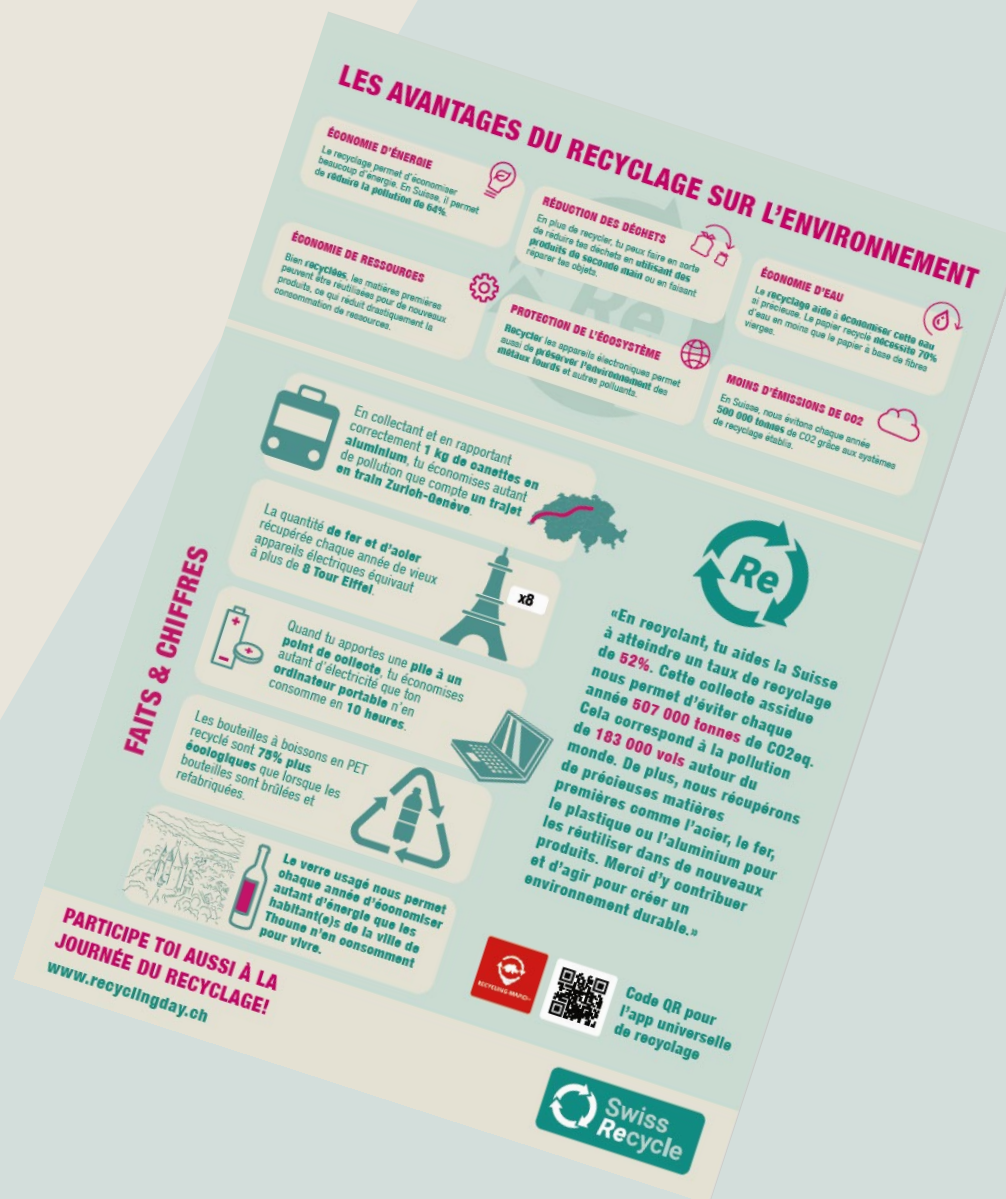 LES AVANTAGES DU RECYCLAGE SUR L'ENVIRONNEMENT
ÉCONOMIE D'ÉNERGIE
Le recyclage permet d'économiser
beaucoup d'énergie. En Suisse, il permet
de réduire la pollution de 64%.
RÉDUCTION DES DÉCHETS
En plus de recycler, tu peux faire en sorte
de réduire tes déchets en utilisant des
produits de seconde main ou en faisant
réparer tes objets.
ÉCONOMIE D'EAU
Le recyclage aide à économiser cette eau
si précieuse. Le papier recyclé nécessite 70%
d'eau en moins que le papier à base de fibres
vierges.
ÉCONOMIE DE RESSOURCES
Bien recyclées, les matières premières
peuvent être réutilisées pour de nouveaux
produits, ce qui réduit drastiquement la
consommation de ressources.
PROTECTION DE L'ÉCOSYSTÈME
Recycler les appareils électroniques permet
aussi de préserver l'environnement des
métaux lourds et autres polluants.
MOINS D'ÉMISSIONS DE CO2
En Suisse, nous évitons chaque année
500 000 tonnes de CO2 grâce aux systèmes
de recyclage établis.
Re
FAITS & CHIFFRES
En collectant et en rapportant
correctement 1 kg de canettes en
aluminium, tu économises autant
de pollution que compte un trajet
en train Zurich-Genève.
La quantité de fer et d'acier
récupérée chaque année de vieux
appareils électriques équivaut
à plus de 8 Tour Eiffel.
x8
Quand tu apportes une pile à un
point de collecte, tu économises
autant d'électricité que ton
ordinateur portable n'en
consomme en 10 heures.
Les bouteilles à boissons en PET
recyclé sont 75% plus
écologiques que lorsque les
bouteilles sont brûlées et
refabriquées.
Le verre usagé nous permet
chaque année d'économiser
autant d'énergie que les
habitant(e)s de la ville de
Thoune n'en consomment
pour vivre.
Re
«En recyclant, tu aides la Suisse
à atteindre un taux de recyclage
de 52%. Cette collecte assidue
nous permet d'éviter chaque
année 507 000 tonnes de CO2eq.
Cela correspond à la pollution
de 183 000 vols autour du
monde. De plus, nous récupérons
de précieuses matières
premières comme l'acier, le fer,
le plastique ou l'aluminium pour
les réutiliser dans de nouveaux
produits. Merci d'y contribuer
et d'agir pour créer un
environnement durable.»
RECYCLING-MAP.CH
Code QR pour
l'app universelle
de recyclage
PARTICIPE TOI AUSSI À LA
JOURNÉE DU RECYCLAGE!
www.recyclingday.ch
Swiss
Recycle